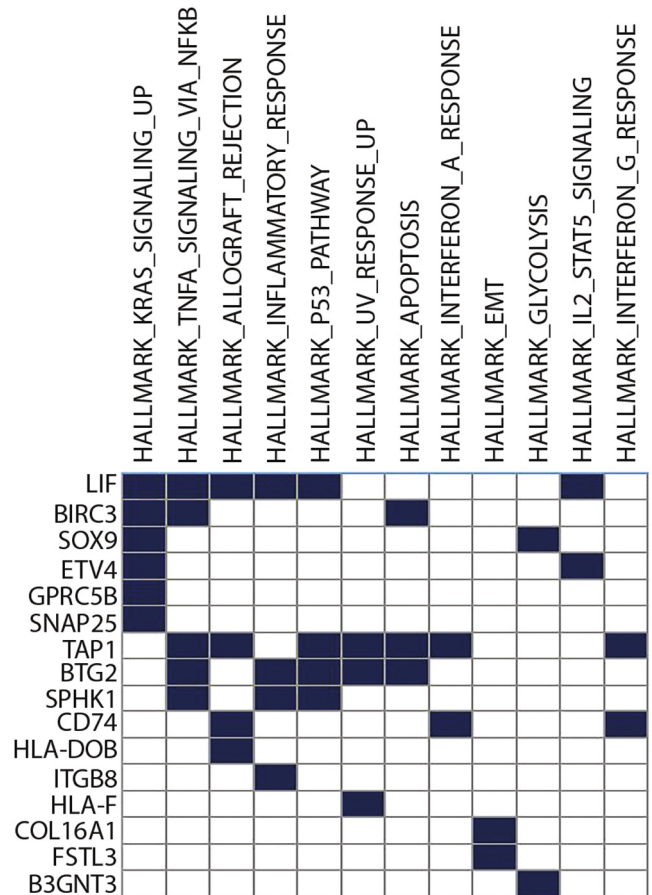 HALLMARK_KRAS_SIGNALING_UP
HALLMARK_TNFA_SIGNALING_VIA_NFKB
HALLMARK_ALLOGRAFT_REJECTION
HALLMARK_INFLAMMATORY_RESPONSE
HALLMARK_P53_PATHWAY
HALLMARK_UV_RESPONSE_UP
HALLMARK_APOPTOSIS
HALLMARK_INTERFERON_A_RESPONSE
HALLMARK_EMT
HALLMARK_GLYCOLYSIS
HALLMARK_IL2_STAT5_SIGNALING
HALLMARK_INTERFERON_G_RESPONSE
LIF
BIRC3
SOX9
ETV4
GPRC5B
SNAP25
TAP1
BTG2
SPHK1
CD74
HLA-DOB
ITGB8
HLA-F
COL16A1
FSTL3
B3GNT3